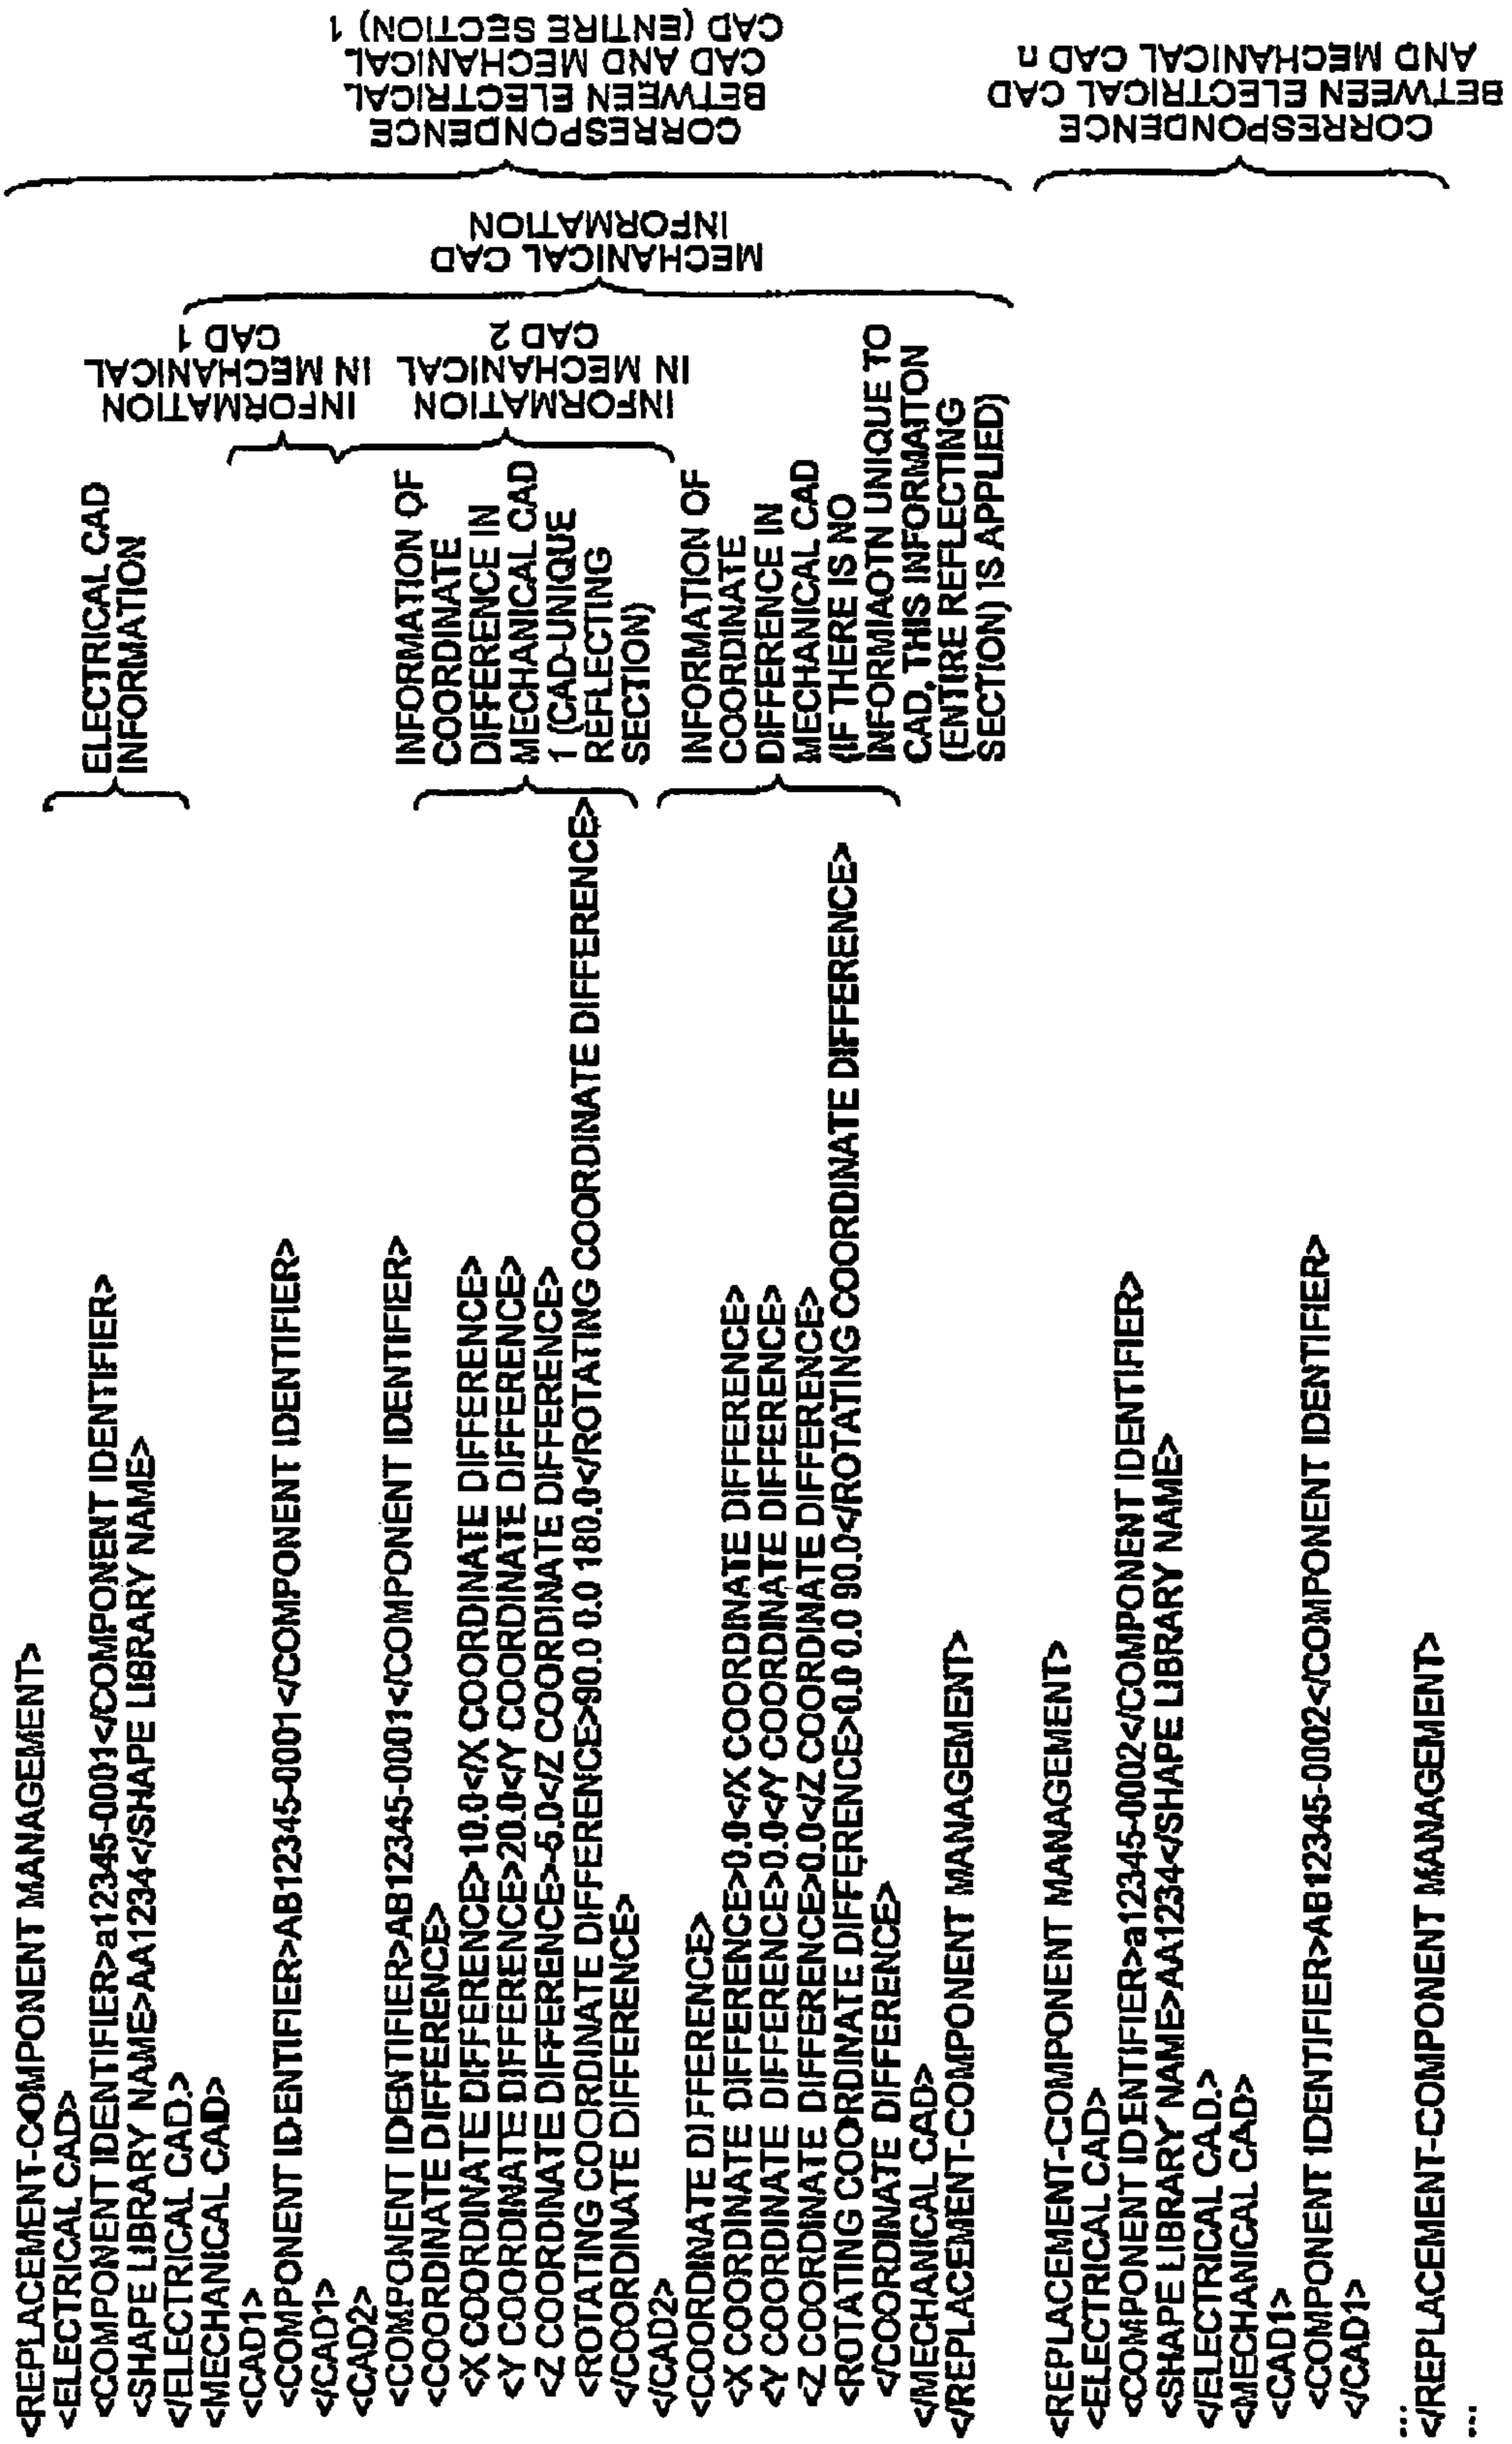 <REPLACEMENT-COMPONENT MANAGEMENT>
<ELECTRICAL CAD>
<COMPONENT IDENTIFIER>a12345-0001</COMPONENT IDENTIFIER>
<SHAPE LIBRARY NAME>AA1234</SHAPE LIBRARY NAME>
</ELECTRICAL CAD.>
<MECHANICAL CAD>
<CAD1>
<COMPONENT IDENTIFIER>AB12345-0001</COMPONENT IDENTIFIER>
</CAD1>
<CAD2>
<COMPONENT IDENTIFIER>AB12345-0001</COMPONENT IDENTIFIER>
<COORDINATE DIFFERENCE>
<X COORDINATE DIFFERENCE>10.0</X COORDINATE DIFFERENCE>
<Y COORDINATE DIFFERENCE>20.0</Y COORDINATE DIFFERENCE>
<Z COORDINATE DIFFERENCE>-5.0</Z COORDINATE DIFFERENCE>
<ROTATING COORDINATE DIFFERENCE>90.0 0.0 180.0</ROTATING COORDINATE DIFFERENCE>
</COORDINATE DIFFERENCE>
</CAD2>
<COORDINATE DIFFERENCE>
<X COORDINATE DIFFERENCE>0.0</X COORDINATE DIFFERENCE>
<Y COORDINATE DIFFERENCE>0.0</Y COORDINATE DIFFERENCE>
<Z COORDINATE DIFFERENCE>0.0</Z COORDINATE DIFFERENCE>
<ROTATING COORDINATE DIFFERENCE>0.0 0.0 90.0</ROTATING COORDINATE DIFFERENCE>
</COORDINATE DIFFERENCE>
</MECHANICAL CAD>
</REPLACEMENT-COMPONENT MANAGEMENT>
<REPLACEMENT-COMPONENT MANAGEMENT>
<ELECTRICAL CAD>
<COMPONENT IDENTIFIER>a12345-0002</COMPONENT IDENTIFIER>
<SHAPE LIBRARY NAME>AA1234</SHAPE LIBRARY NAME>
</ELECTRICAL CAD.>
<MECHANICAL CAD>
<CAD1>
<COMPONENT IDENTIFIER>AB12345-0002</COMPONENT IDENTIFIER>
</CAD1>
...
</REPLACEMENT-COMPONENT MANAGEMENT>
...
ELECTRICAL CAD
INFORMATION
INFORMATION OF
COORDINATE
DIFFERENCE IN
MECHANICAL CAD
1 (CAD-UNIQUE
REFLECTING
SECTION)
INFORMATION OF
COORDINATE
DIFFERENCE IN
MECHANICAL CAD
(IF THERE IS NO
INFORMIAOTN UNIQUE TO
CAD, THIS INFORMAITON
(ENTIRE REFLECTING
SECTION) IS APPLIED)
INFORMATION
IN MECHANICAL
CAD 1
INFORMATION
IN MECHANICAL
CAD 2
MECHANICAL CAD
INFORMATION
CORRESPONDENCE
BETWEEN ELECTRICAL
CAD AND MECHANICAL
CAD (ENTIRE SECTION) 1
CORRESPONDENCE
BETWEEN ELECTRICAL CAD
AND MECHANICAL CAD n